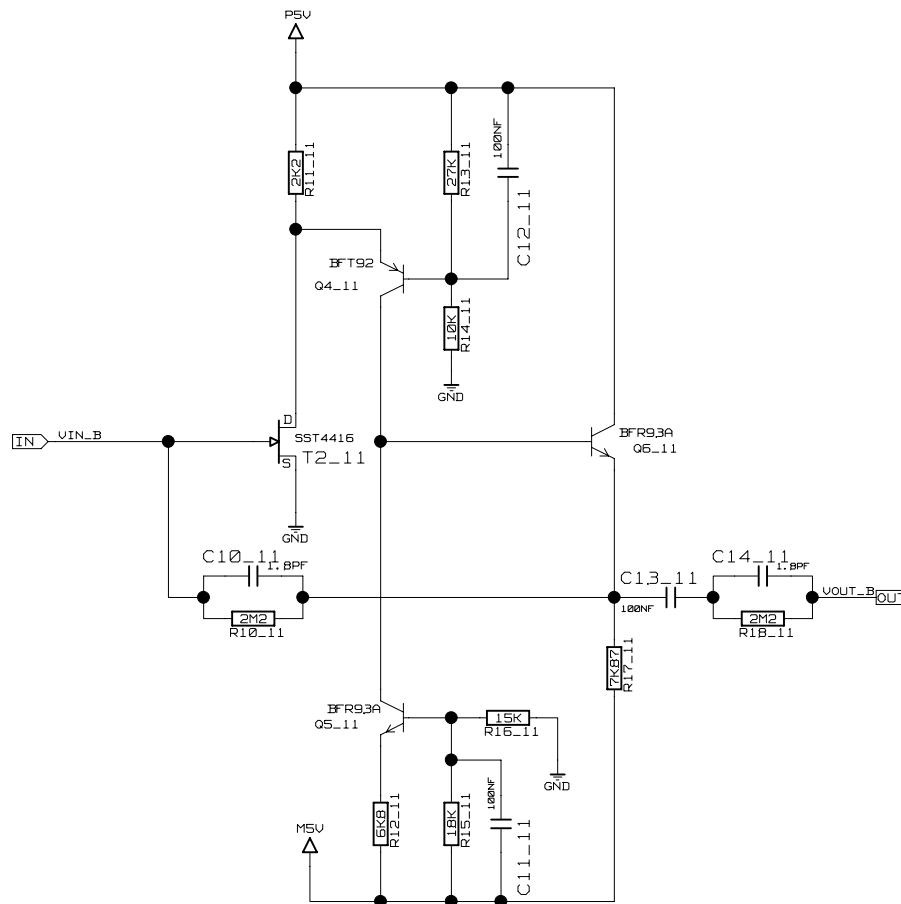 P5V
2K2
R11_11
27K
R13_11
100NF
C12_11
BFT92
Q4_11
10K
R14_11
GND
IN
VIN_B
D
SST4416
S
T2_11
BFR93A
Q6_11
GND
C10_11
1.8PF
2M2
R10_11
C13_11
100NF
C14_11
1.8PF
2M2
R18_11
VOUT_B
OUT
7K87
R17_11
BFR93A
Q5_11
15K
R16_11
GND
6K8
R12_11
18K
R15_11
100NF
C11_11
M5V